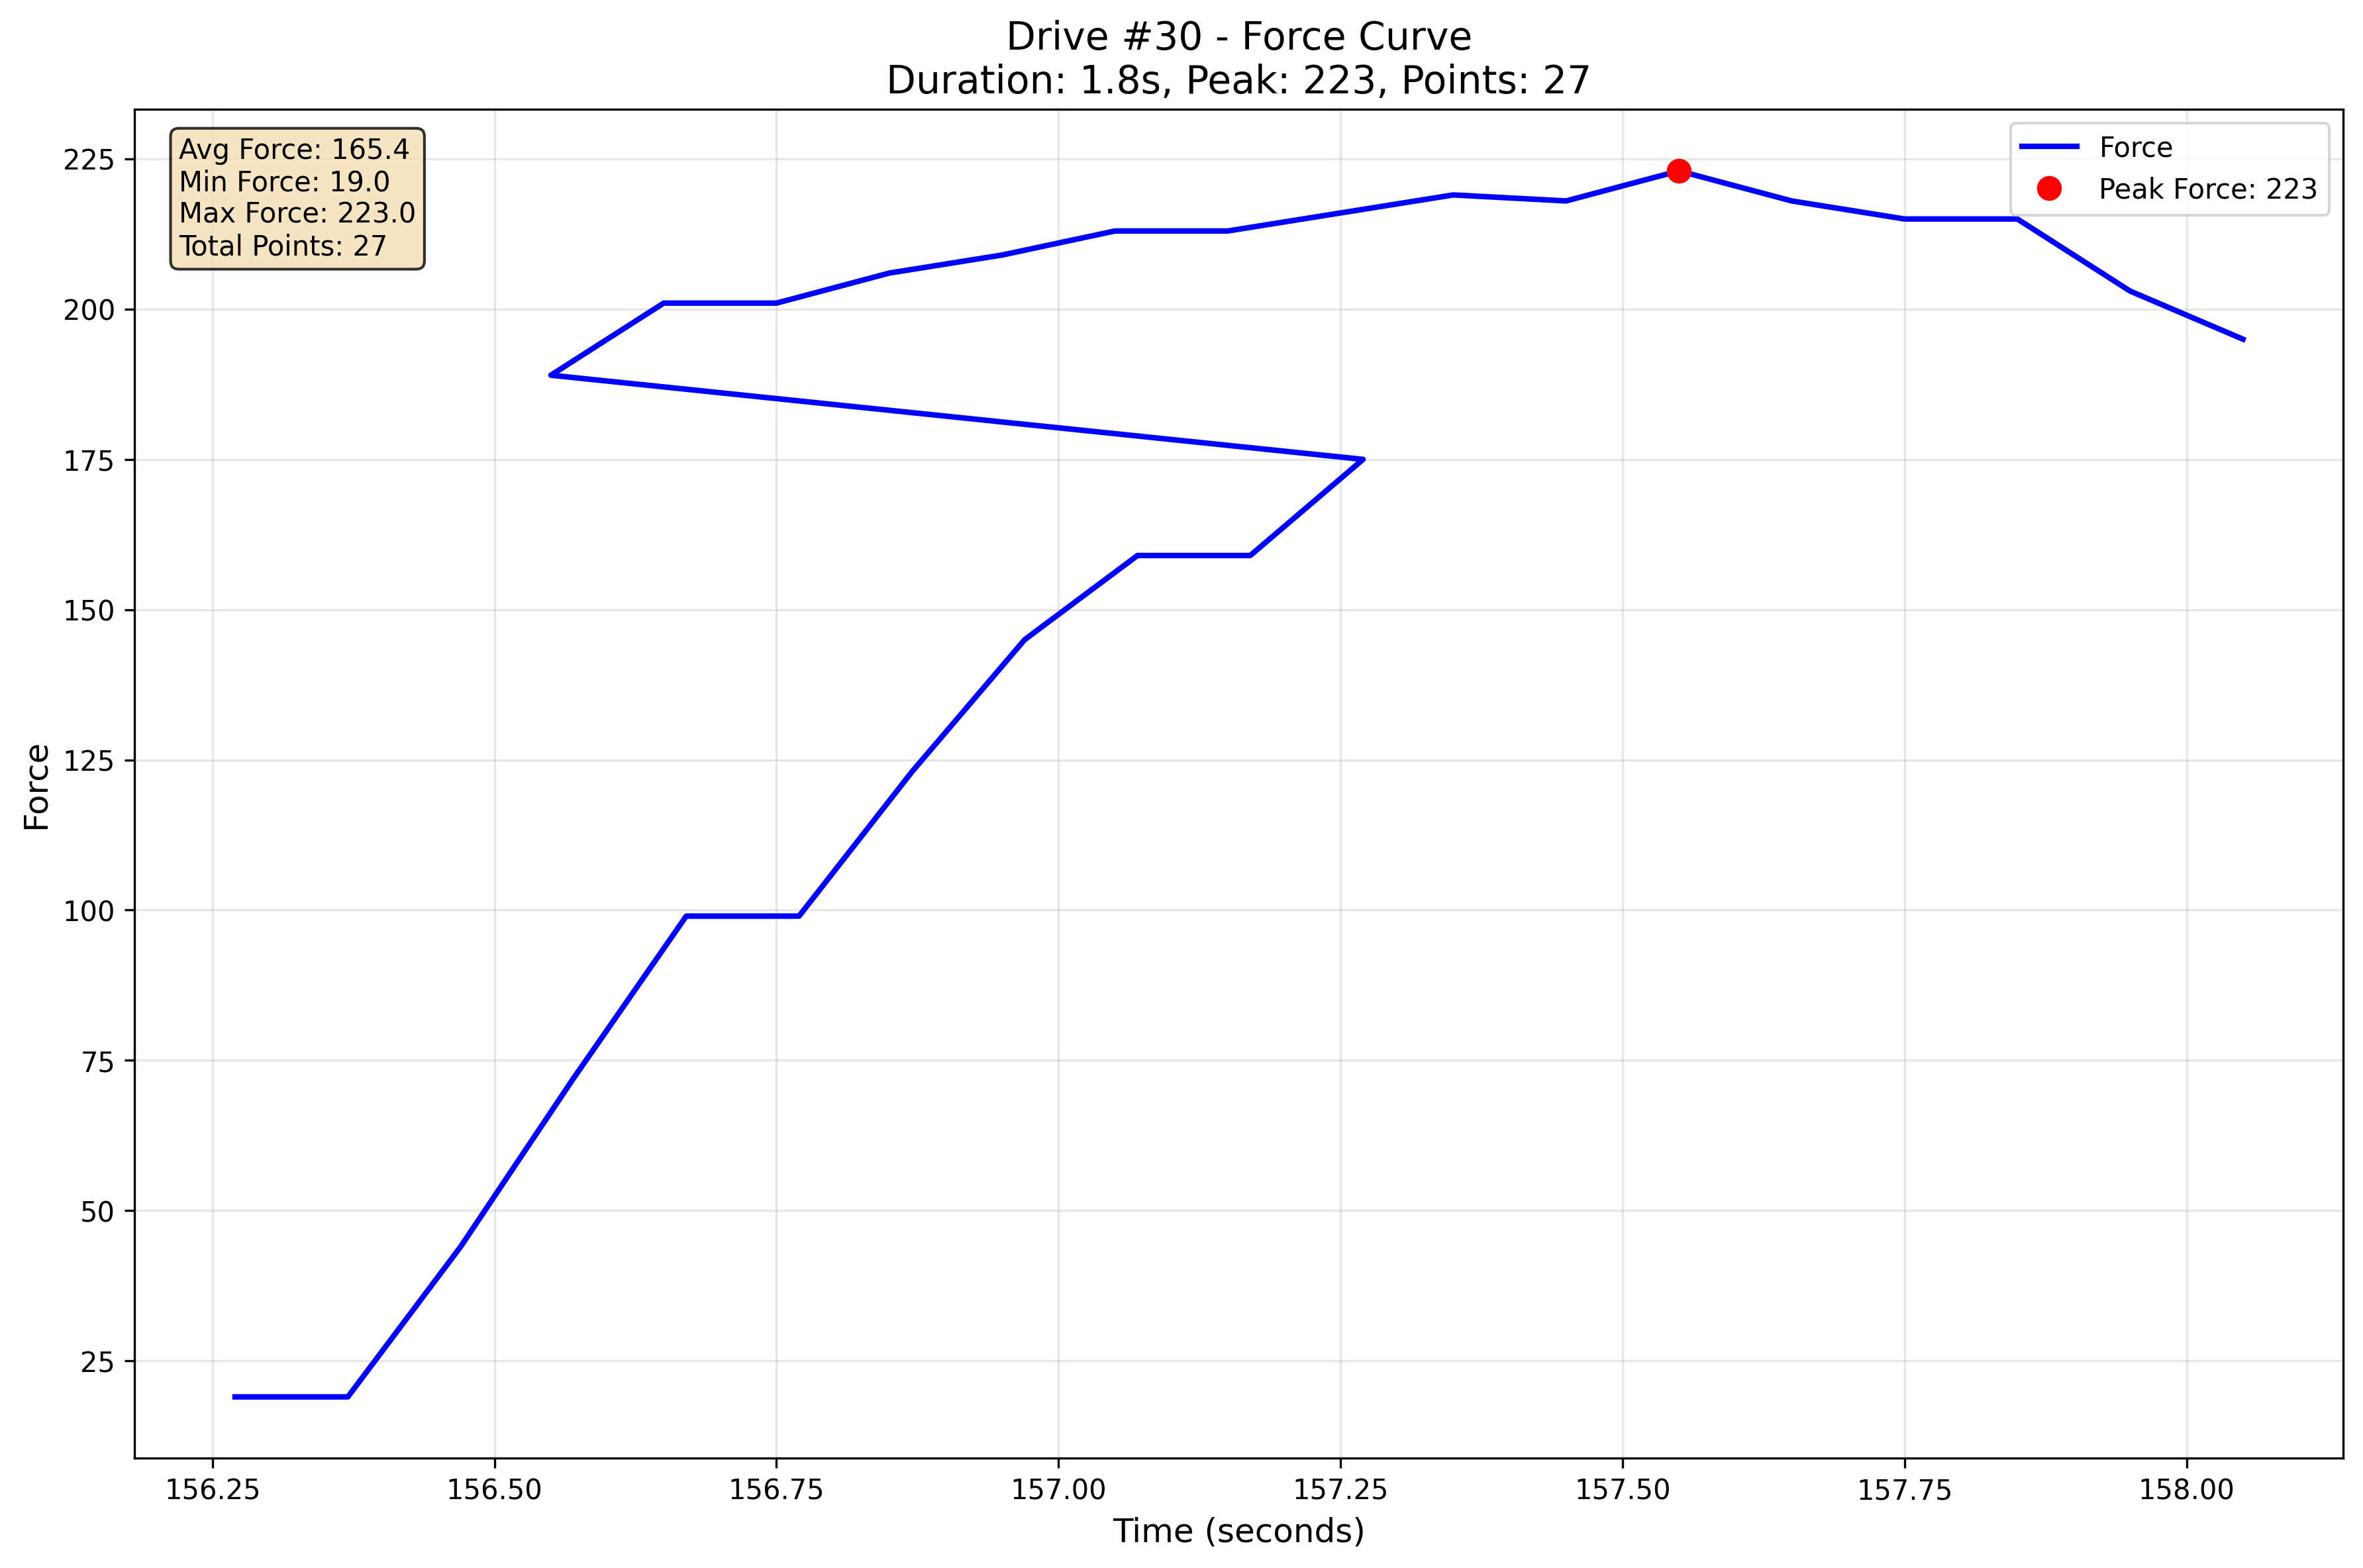 Drive #30 - Force Curve
Duration: 1.8s, Peak: 223, Points: 27
Avg Force: 165.4
Min Force: 19.0
Max Force: 223.0
Total Points: 27
Force
Peak Force: 223
225
200
175
150
125
100
75
50
25
Force
156.25 156.50 156.75 157.00 157.25 157.50 157.75 158.00
Time (seconds)